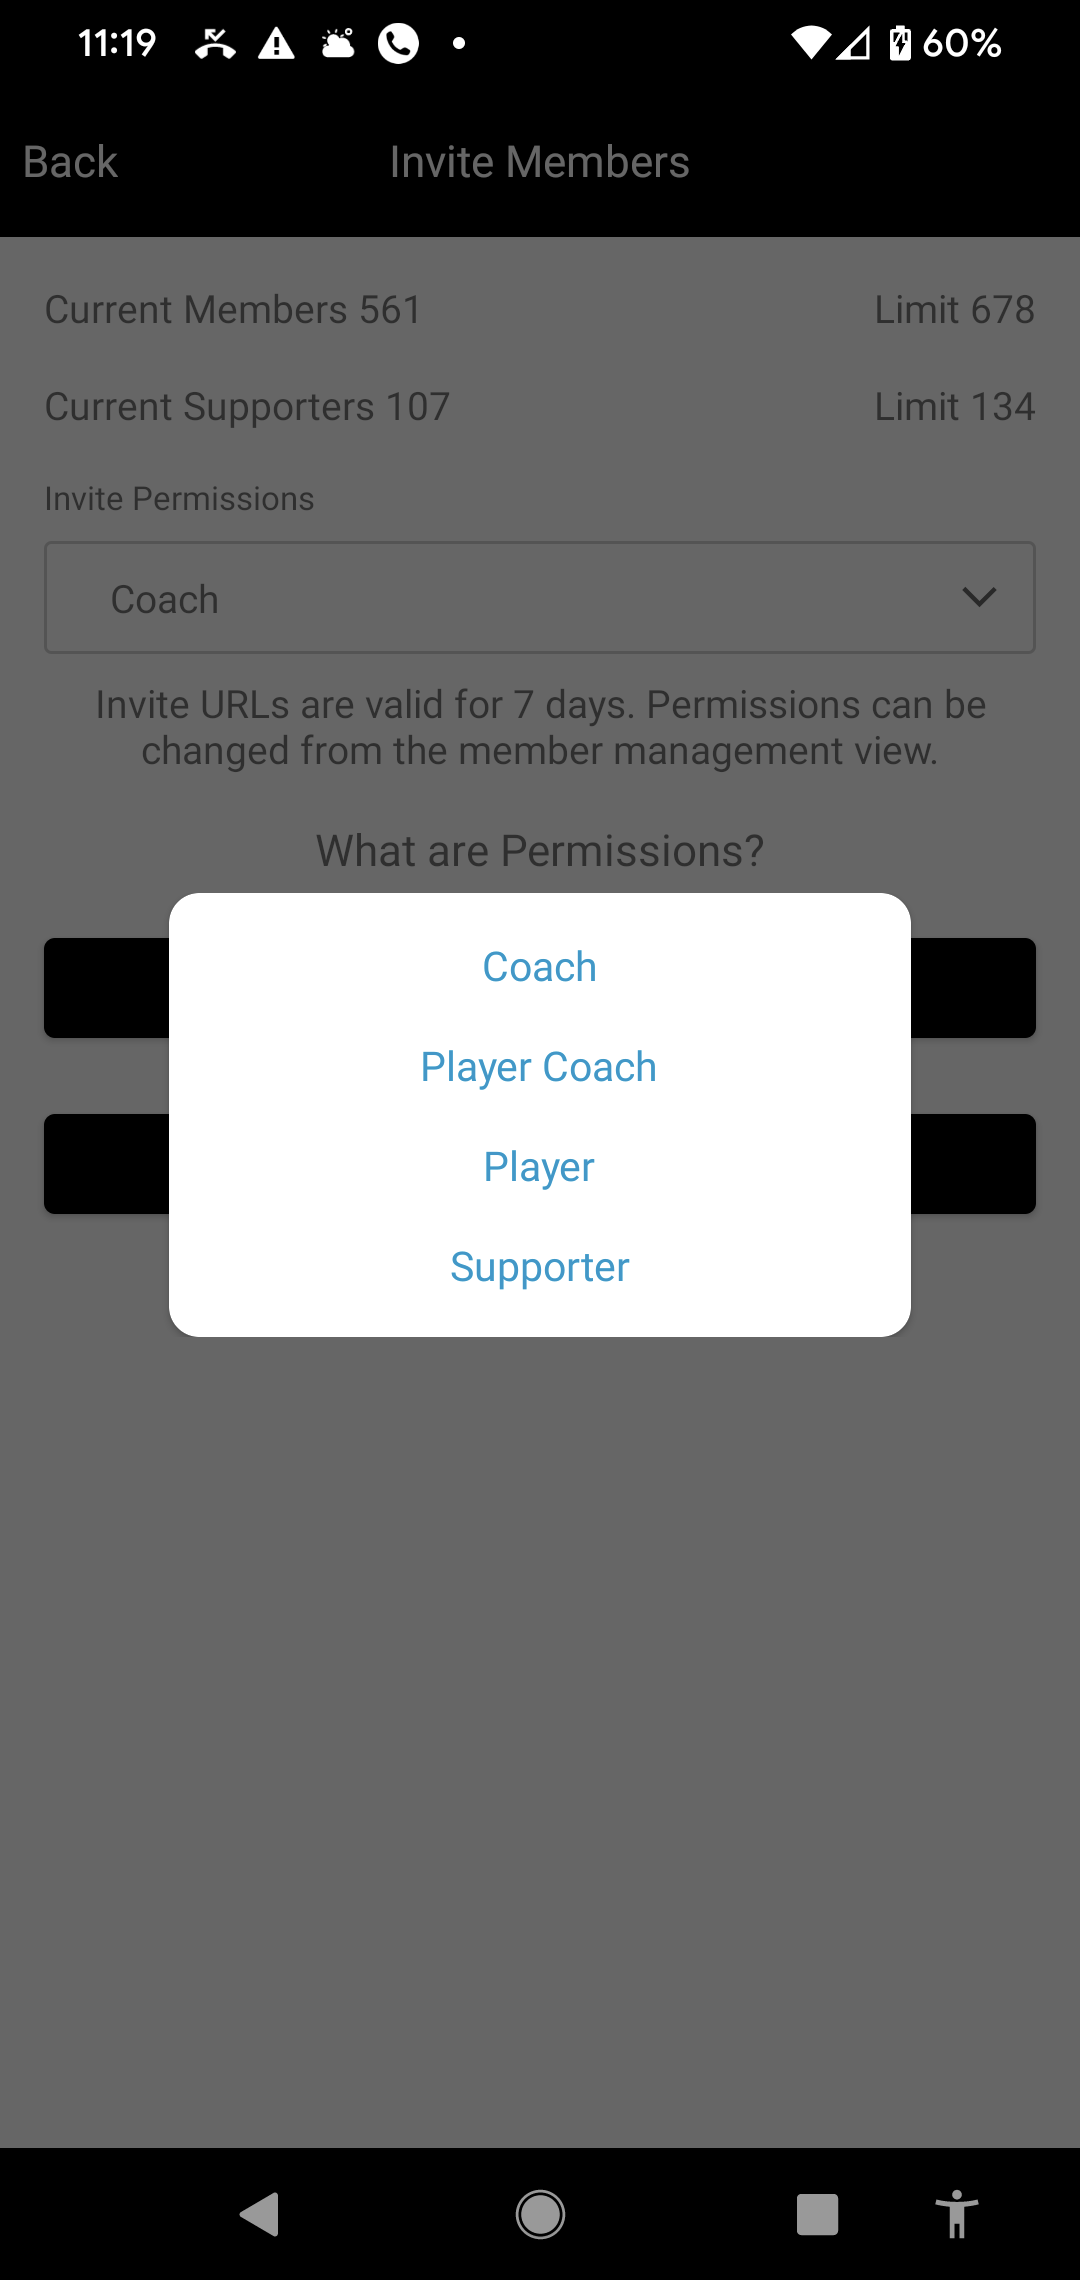 11:19
60%
Back
Invite Members
Current Members 561
Limit 678
Current Supporters 107
Limit 134
Invite Permissions
Coach
Invite URLs are valid for 7 days. Permissions can be
changed from the member management view.
What are Permissions?
Coach
Player Coach
Player
Supporter